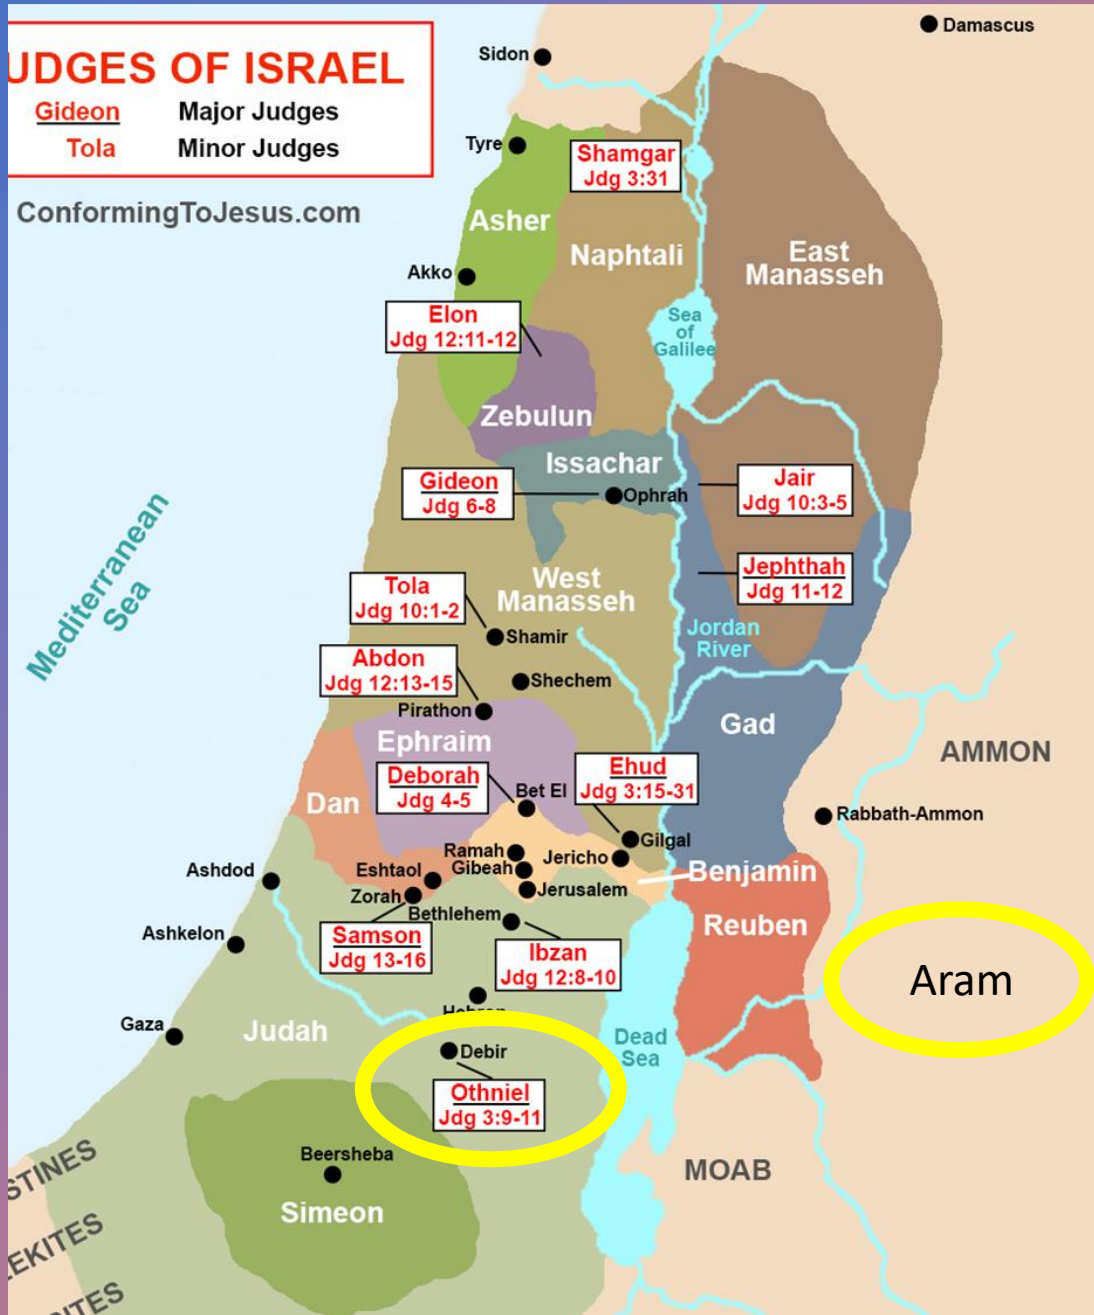 UDGES OF ISRAEL
Gideon Major Judges
Tola Minor Judges
ConformingToJesus.com
Damascus
Sidon
Tyre
Shamgar
Jdg 3:31
Asher
Naphtali
East
Manasseh
Akko
Elon
Jdg 12:11-12
Sea
of
Galilee
Zebulun
Issachar
Gideon
Jdg 6-8
Ophrah
Jair
Jdg 10:3-5
Mediterranean
Sea
West
Manasseh
Jephthah
Jdg 11-12
Tola
Jdg 10:1-2
Shamir
Jordan
River
Abdon
Jdg 12:13-15
Shechem
Pirathon
Ephraim
Gad
AMMON
Deborah
Jdg 4-5
Bet El
Ehud
Jdg 3:15-31
Dan
Rabbath-Ammon
Gilgal
Ramah
Gibeah
Jericho
Benjamin
Ashdod
Eshtaol
Zorah
Jerusalem
Bethlehem
Reuben
Ashkelon
Samson
Jdg 13-16
Ibzan
Jdg 12:8-10
Aram
Hebron
Gaza
Judah
Debir
Dead
Sea
Othniel
Jdg 3:9-11
Beersheba
MOAB
Simeon
STINES
EKITES
ITES